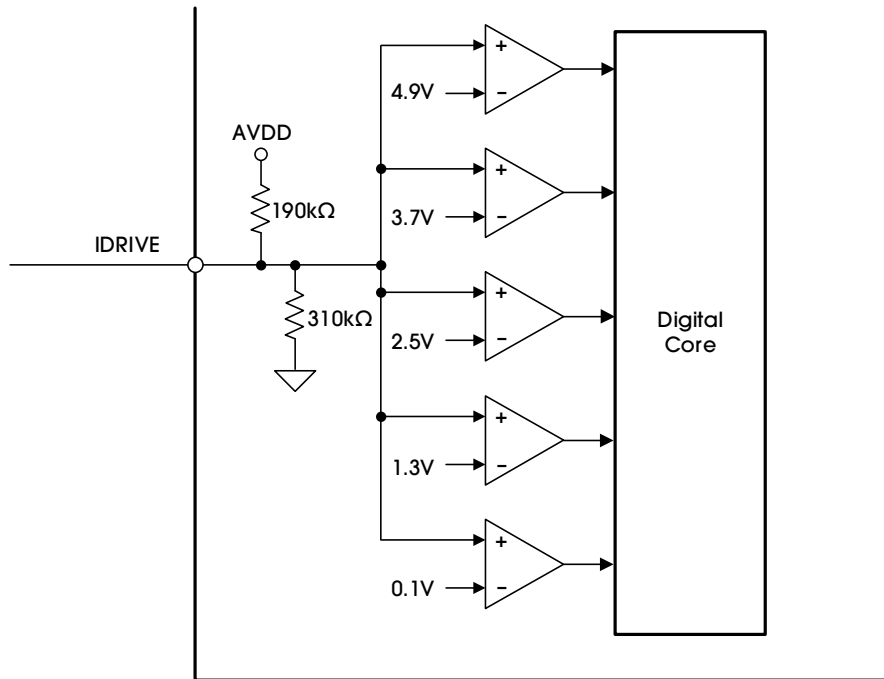 +
4.9V
−
AVDD
190kΩ
+
3.7V
−
IDRIVE
310kΩ
+
2.5V
−
Digital
Core
+
1.3V
−
+
0.1V
−